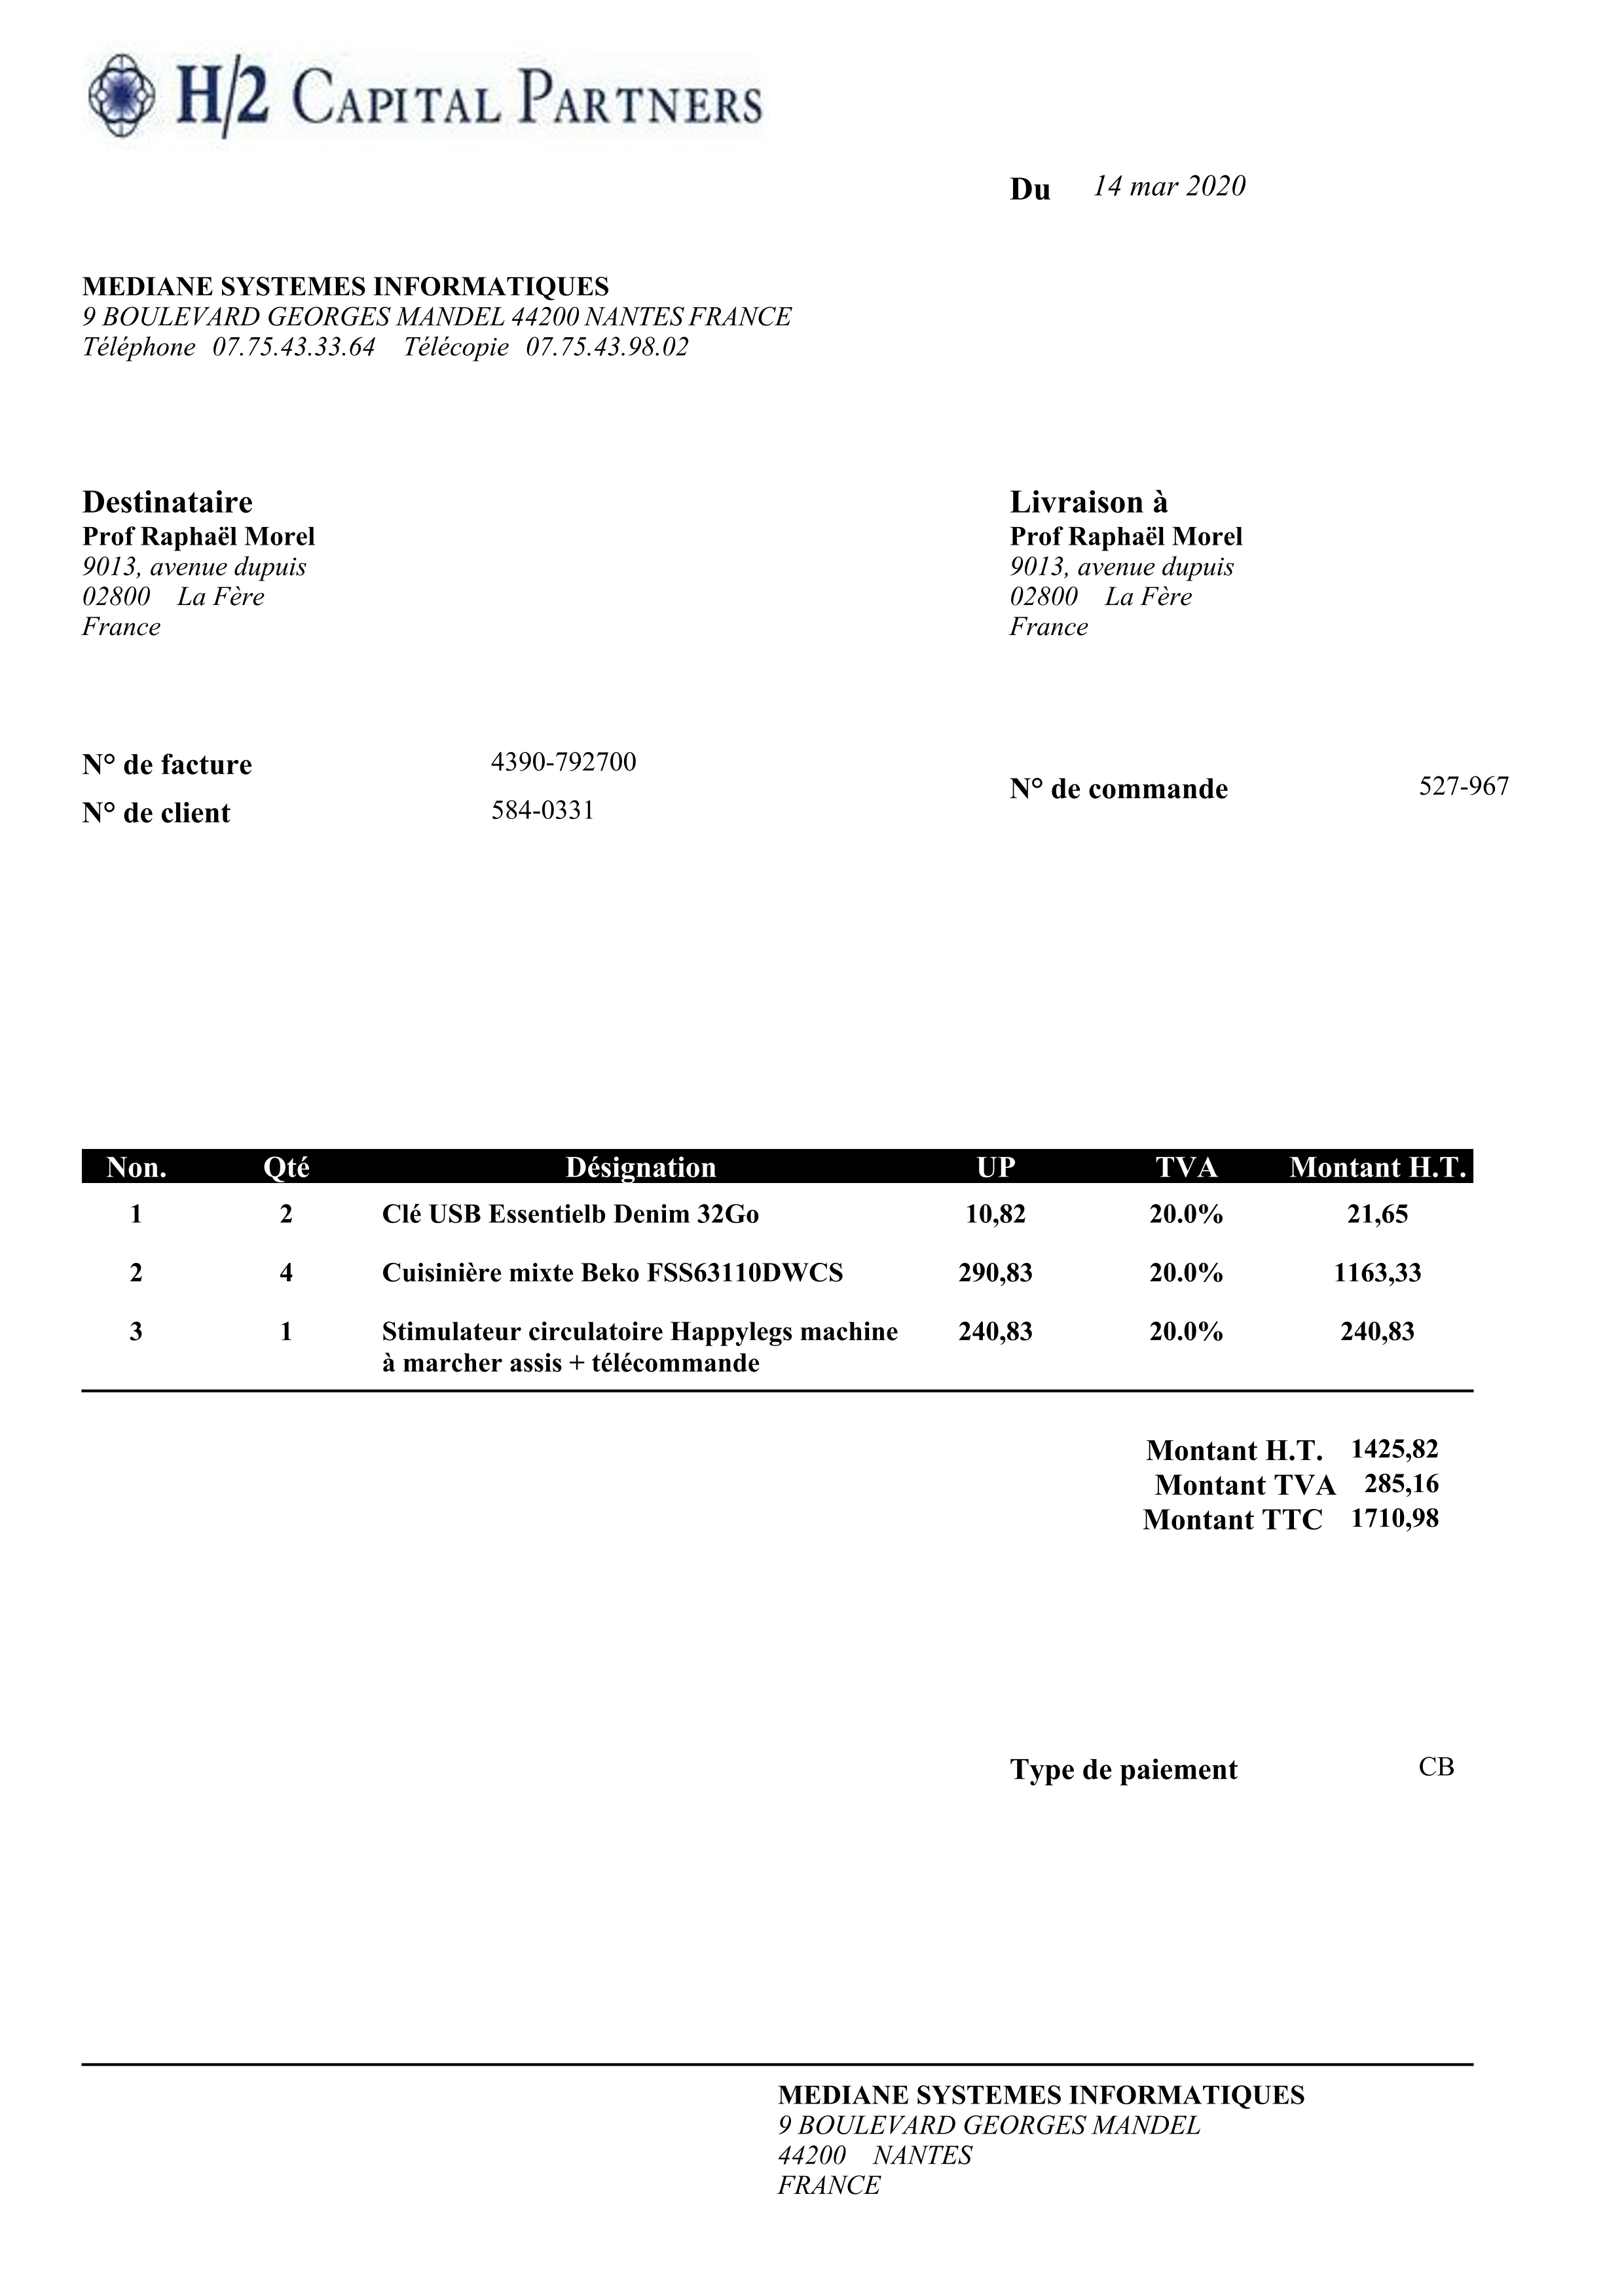 H/2 CAPITAL PARTNERS
Du 14 mar 2020
MEDIANE SYSTEMES INFORMATIQUES
9 BOULEVARD GEORGES MANDEL 44200 NANTES FRANCE
Téléphone 07.75.43.33.64 Télécopie 07.75.43.98.02
Destinataire
Prof Raphaël Morel
9013, avenue dupuis
02800 La Fère
France
Livraison à
Prof Raphaël Morel
9013, avenue dupuis
02800 La Fère
France
N° de facture 4390-792700
N° de client 584-0331
N° de commande 527-967
Non. Qté Désignation UP TVA Montant H.T.
1 2 Clé USB Essentielb Denim 32Go 10,82 20.0% 21,65
2 4 Cuisinière mixte Beko FSS63110DWCS 290,83 20.0% 1163,33
3 1 Stimulateur circulatoire Happylegs machine 240,83 20.0% 240,83
à marcher assis + télécommande
Montant H.T. 1425,82
Montant TVA 285,16
Montant TTC 1710,98
Type de paiement CB
MEDIANE SYSTEMES INFORMATIQUES
9 BOULEVARD GEORGES MANDEL
44200 NANTES
FRANCE